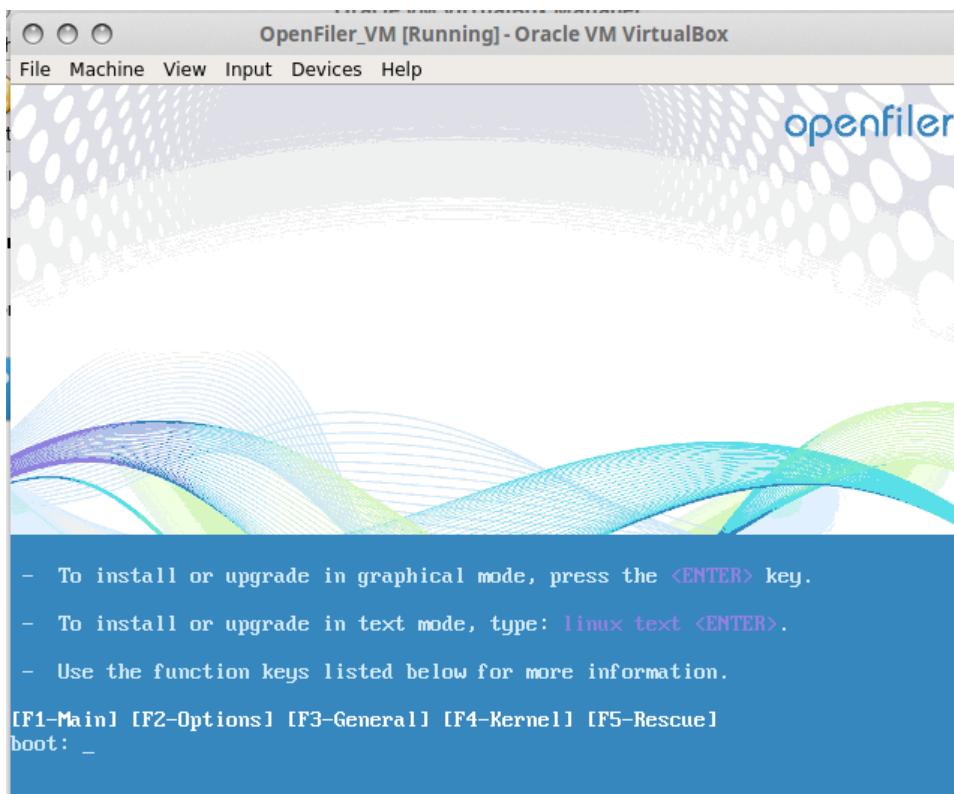 OpenFiler_VM [Running] - Oracle VM VirtualBox
File Machine View Input Devices Help
openfiler
- To install or upgrade in graphical mode, press the <ENTER> key.
- To install or upgrade in text mode, type: linux text <ENTER>.
- Use the function keys listed below for more information.
[F1-Main] [F2-Options] [F3-General] [F4-Kernel] [F5-Rescue]
boot: _